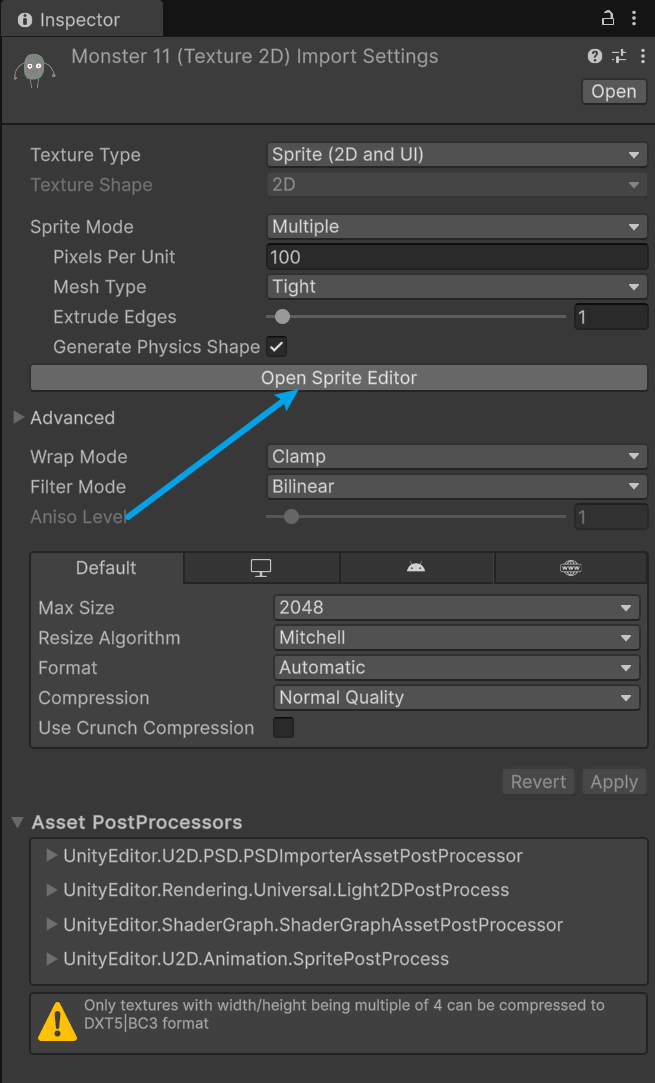 Inspector
Monster 11 (Texture 2D) Import Settings
Open
Texture Type Sprite (2D and UI)
Texture Shape 2D
Sprite Mode Multiple
Pixels Per Unit 100
Mesh Type Tight
Extrude Edges 1
Generate Physics Shape
Open Sprite Editor
Advanced
Wrap Mode Clamp
Filter Mode Bilinear
Aniso Level 1
Default WWW
Max Size 2048
Resize Algorithm Mitchell
Format Automatic
Compression Normal Quality
Use Crunch Compression
Revert Apply
Asset PostProcessors
UnityEditor.U2D.PSD.PSDImporterAssetPostProcessor
UnityEditor.Rendering.Universal.Light2DPostProcess
UnityEditor.ShaderGraph.ShaderGraphAssetPostProcessor
UnityEditor.U2D.Animation.SpritePostProcess
Only textures with width/height being multiple of 4 can be compressed to
DXT5|BC3 format